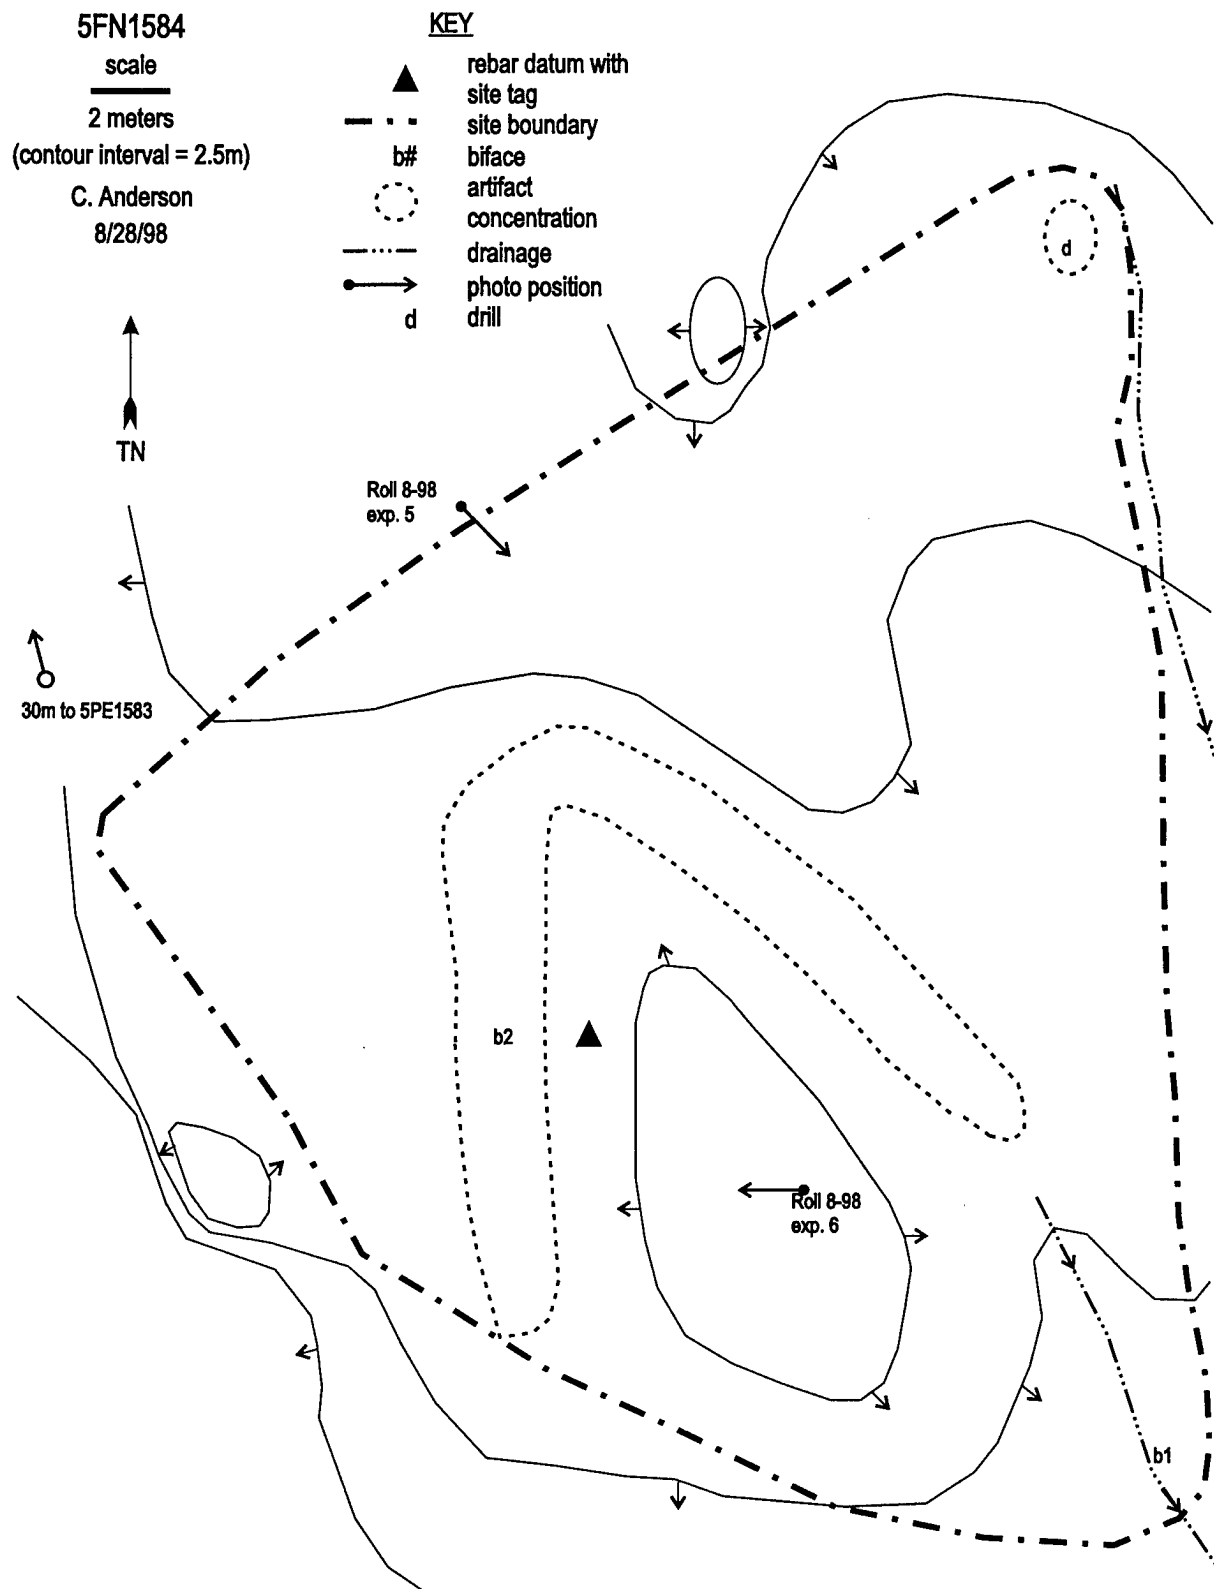 5FN1584
scale
2 meters
(contour interval = 2.5m)
C. Anderson
8/28/98
KEY
rebar datum with
site tag
site boundary
b# biface
artifact
concentration
drainage
photo position
d drill
TN
d
Roll 8-98
exp. 5
30m to 5PE1583
b2
Roll 8-98
exp. 6
b1